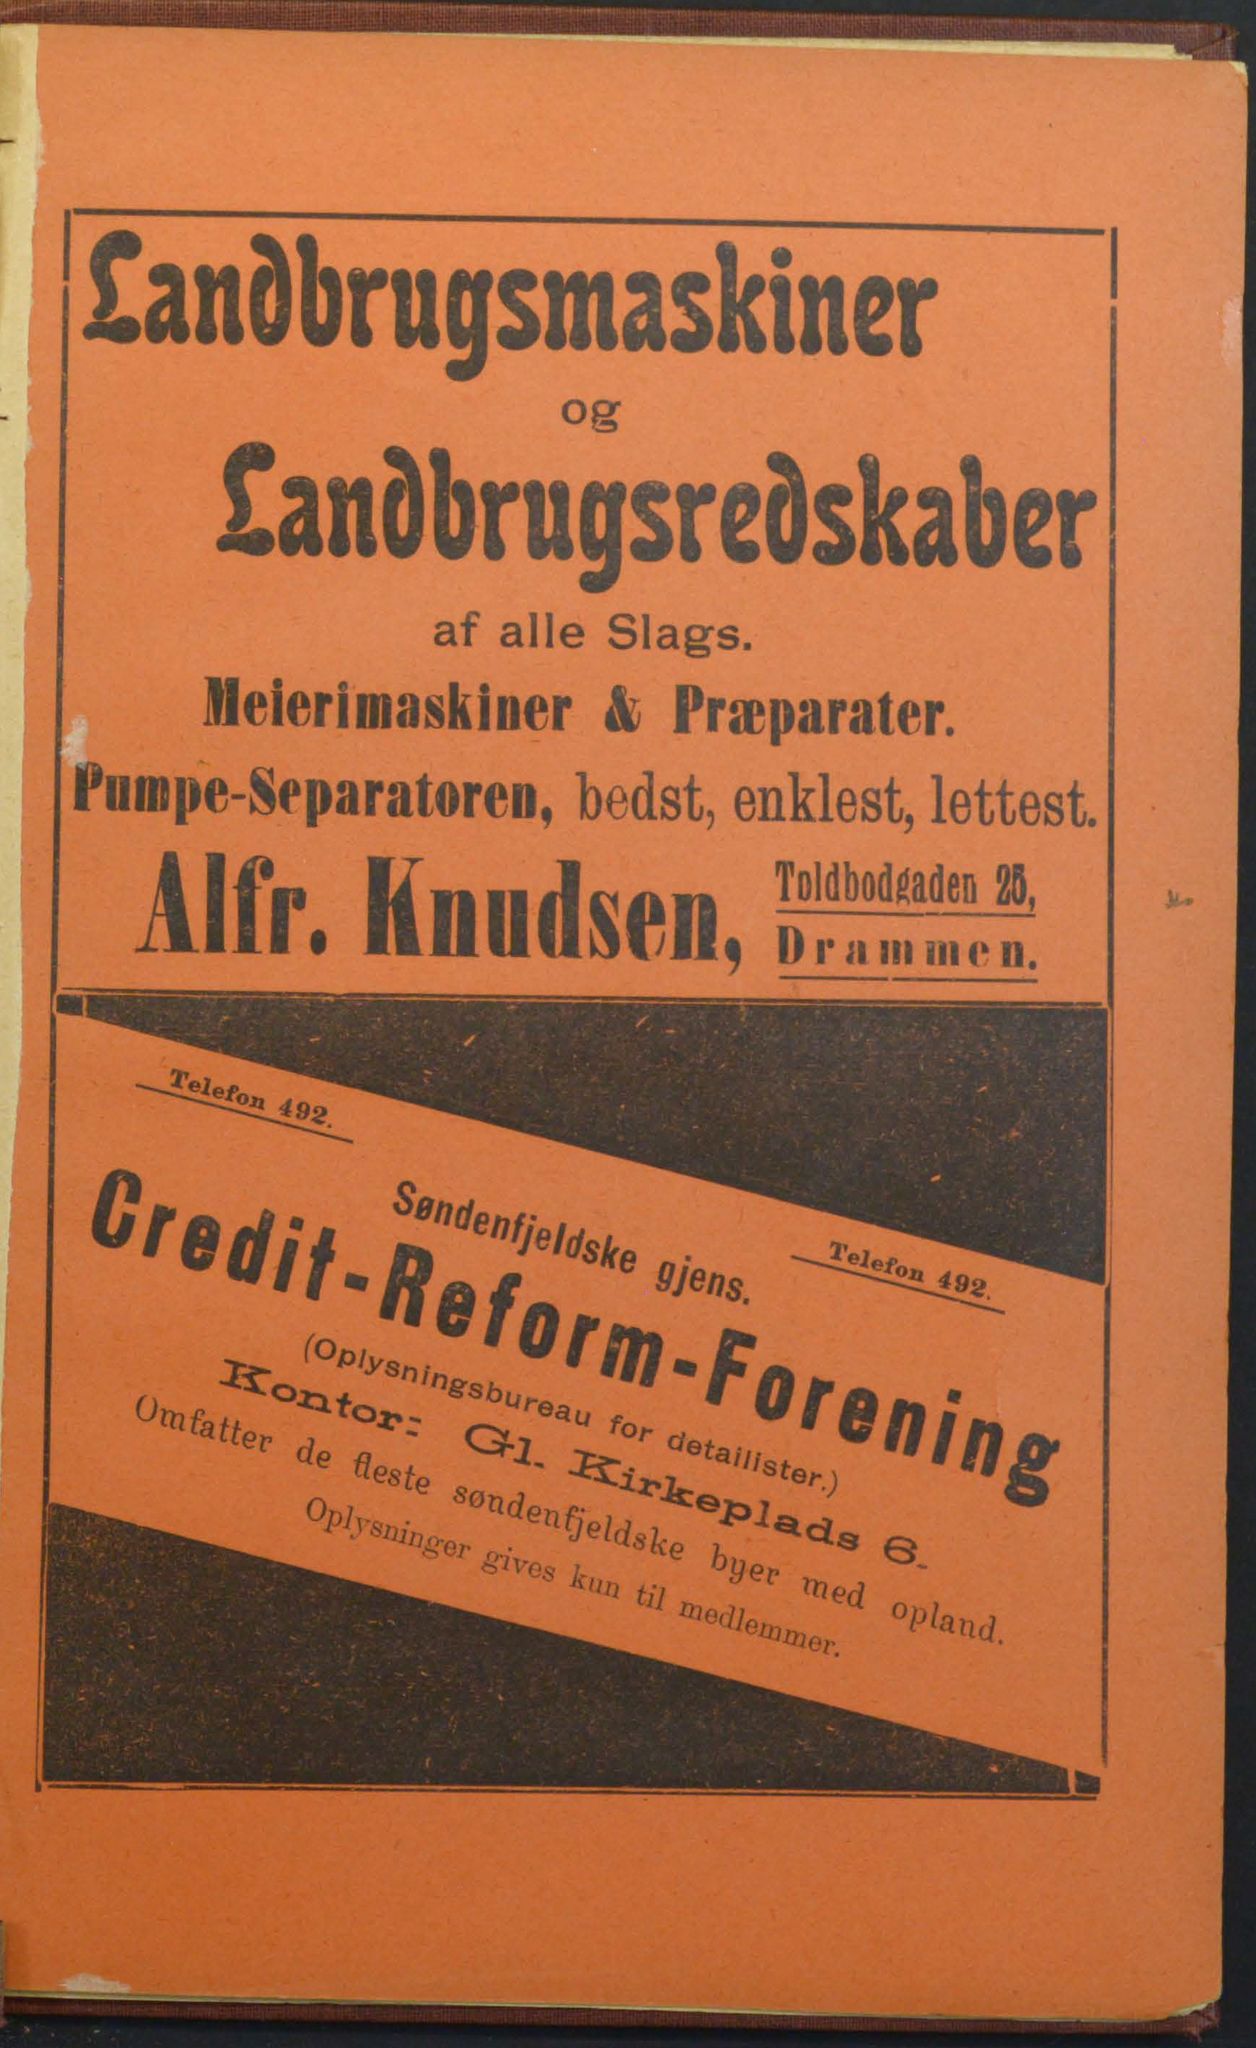 Landbrugsmaskiner
og
Landbrugsredskaber
af alle Slags.
Meierimaskiner & Præparater.
Pumpe-Separatoren, bedst, enklest, lettest.
Alfr. Knudsen, Toldbodgaden 25,
Drammen.
Telefon 492.
Telefon 492.
Søndenfjeldske gjens.
Credit-Reform-Forening
(Oplysningsbureau for detaillister.)
Kontor: Gl. Kirkeplads 6.
Omfatter de fleste søndenfjeldske byer med opland.
Oplysninger gives kun til medlemmer.